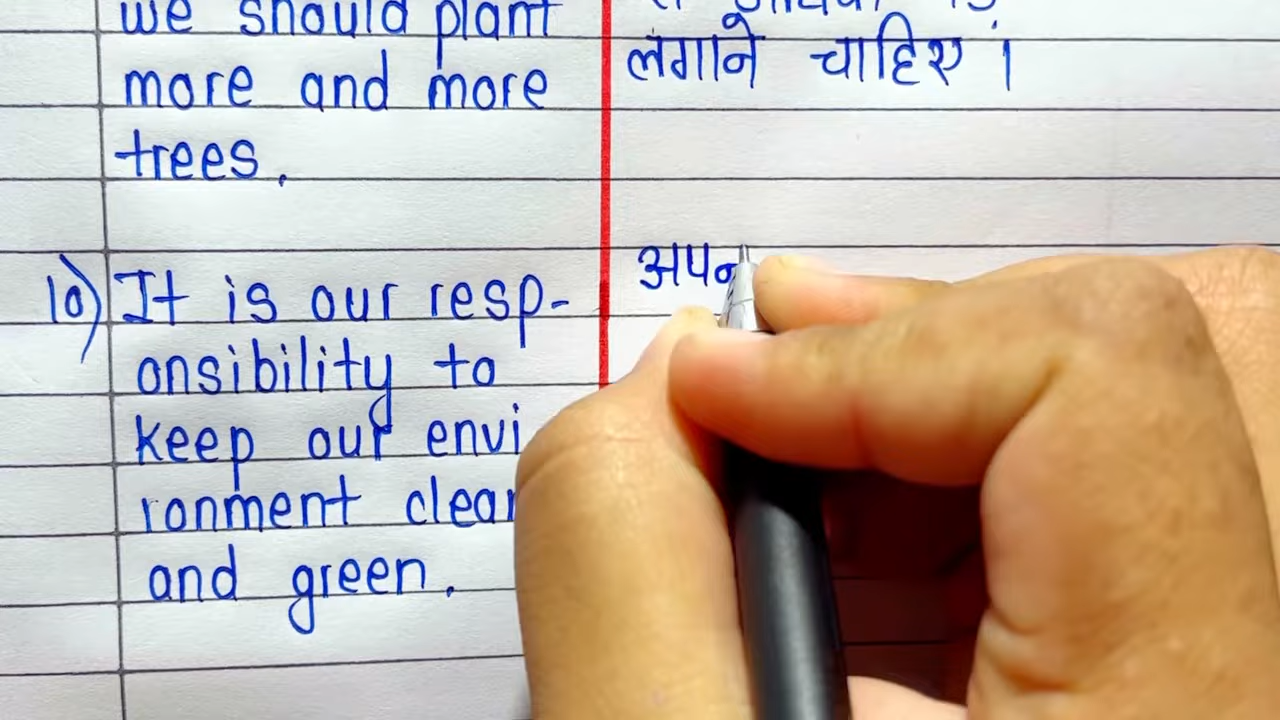 we should plant
more and more
trees.
लगाने चाहिए ।
10) It is our resp-
onsibility to
keep our envi
ronment clean
and green.
अपन